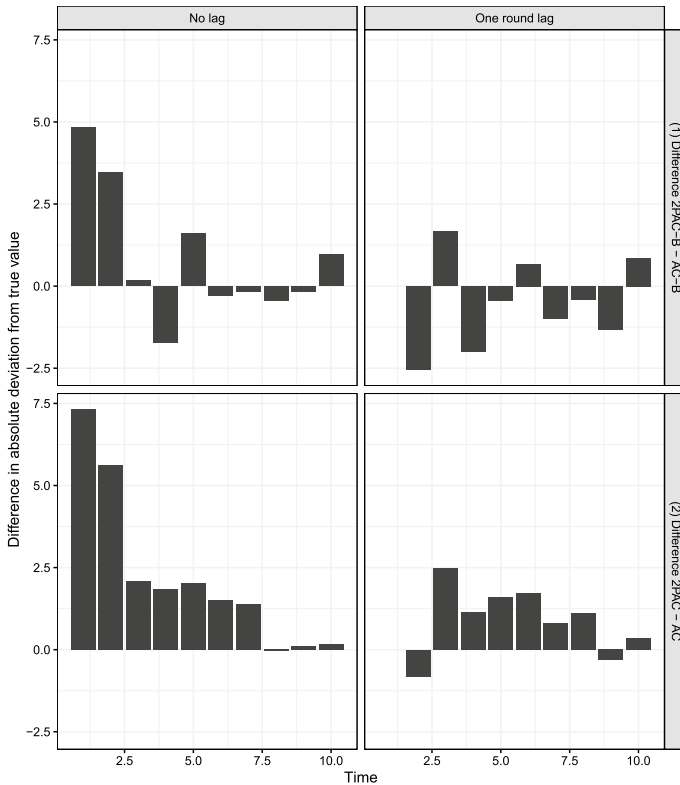 No lag
One round lag
7.5
5.0
2.5
0.0
−2.5
(1) Difference 2PAC−B − AC−B
7.5
5.0
2.5
0.0
−2.5
(2) Difference 2PAC − AC
Difference in absolute deviation from true value
2.5 5.0 7.5 10.0 2.5 5.0 7.5 10.0
Time